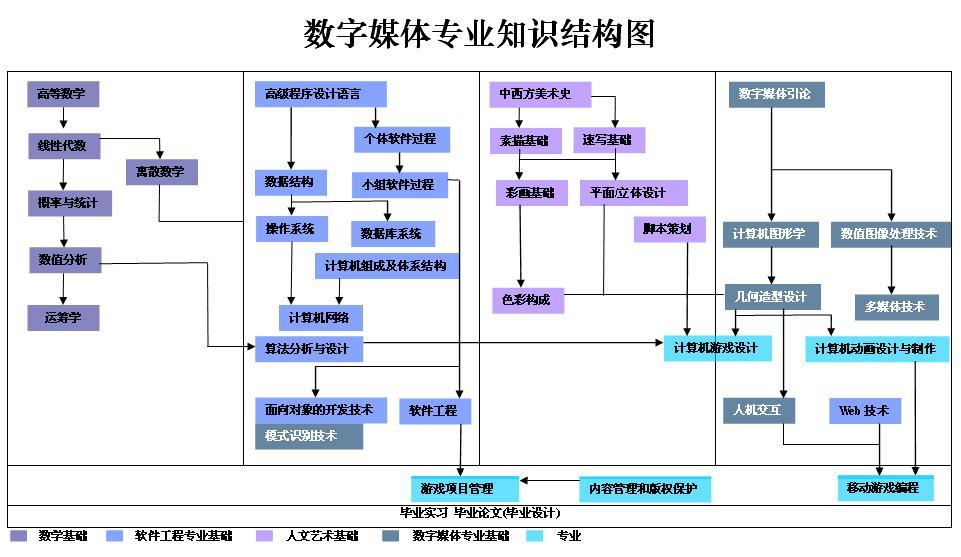 数字媒体专业知识结构图
高等数学
线性代数
离散数学
概率与统计
数值分析
运筹学
高级程序设计语言
个体软件过程
数据结构
小组软件过程
操作系统
数据库系统
计算机组成及体系结构
计算机网络
算法分析与设计
面向对象的开发技术
模式识别技术
软件工程
中西方美术史
素描基础
速写基础
彩画基础
平面/立体设计
脚本策划
色彩构成
计算机游戏设计
数字媒体引论
计算机图形学
数值图像处理技术
几何造型设计
多媒体技术
计算机动画设计与制作
人机交互
Web 技术
游戏项目管理
内容管理和版权保护
移动游戏编程
毕业实习 毕业论文(毕业设计)
数学基础
软件工程专业基础
人文艺术基础
数字媒体专业基础
专业